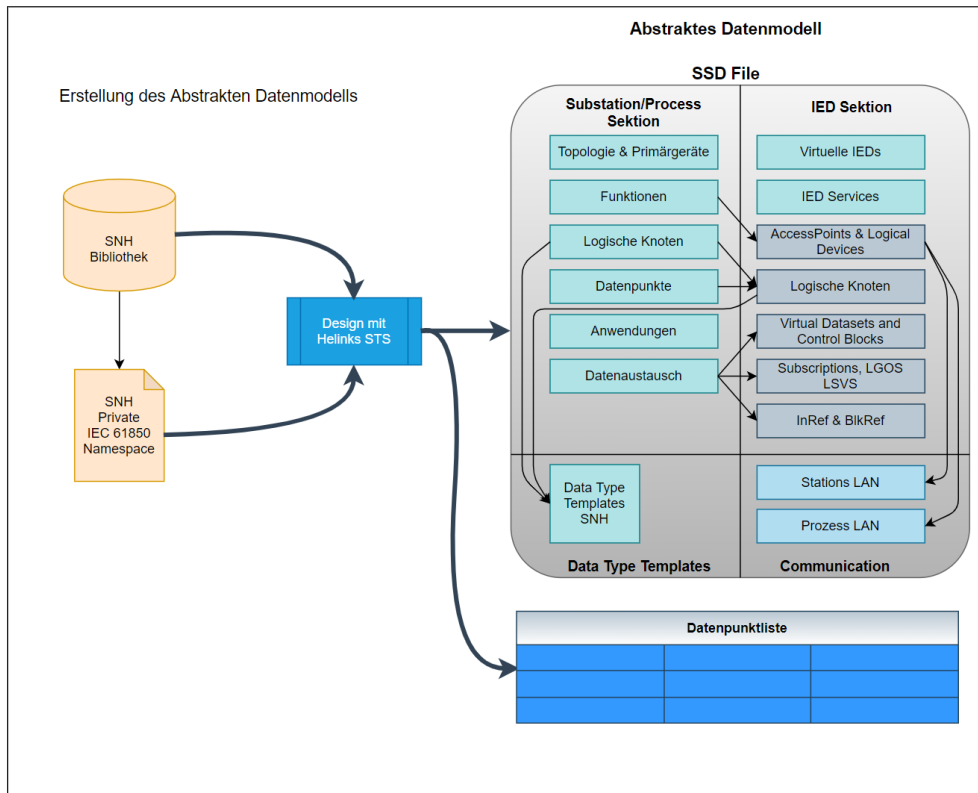 Abstraktes Datenmodell
Erstellung des Abstrakten Datenmodells
SSD File
Substation/Process
Sektion
IED Sektion
Topologie & Primärgeräte
Virtuelle IEDs
Funktionen
IED Services
Logische Knoten
AccessPoints & Logical
Devices
Datenpunkte
Logische Knoten
Anwendungen
Virtual Datasets and
Control Blocks
Datenaustausch
Subscriptions, LGOS
LSVS
InRef & BlkRef
Data Type
Templates
SNH
Stations LAN
Prozess LAN
Data Type Templates
Communication
SNH
Bibliothek
SNH
Private
IEC 61850
Namespace
Design mit
Helinks STS
Datenpunktliste